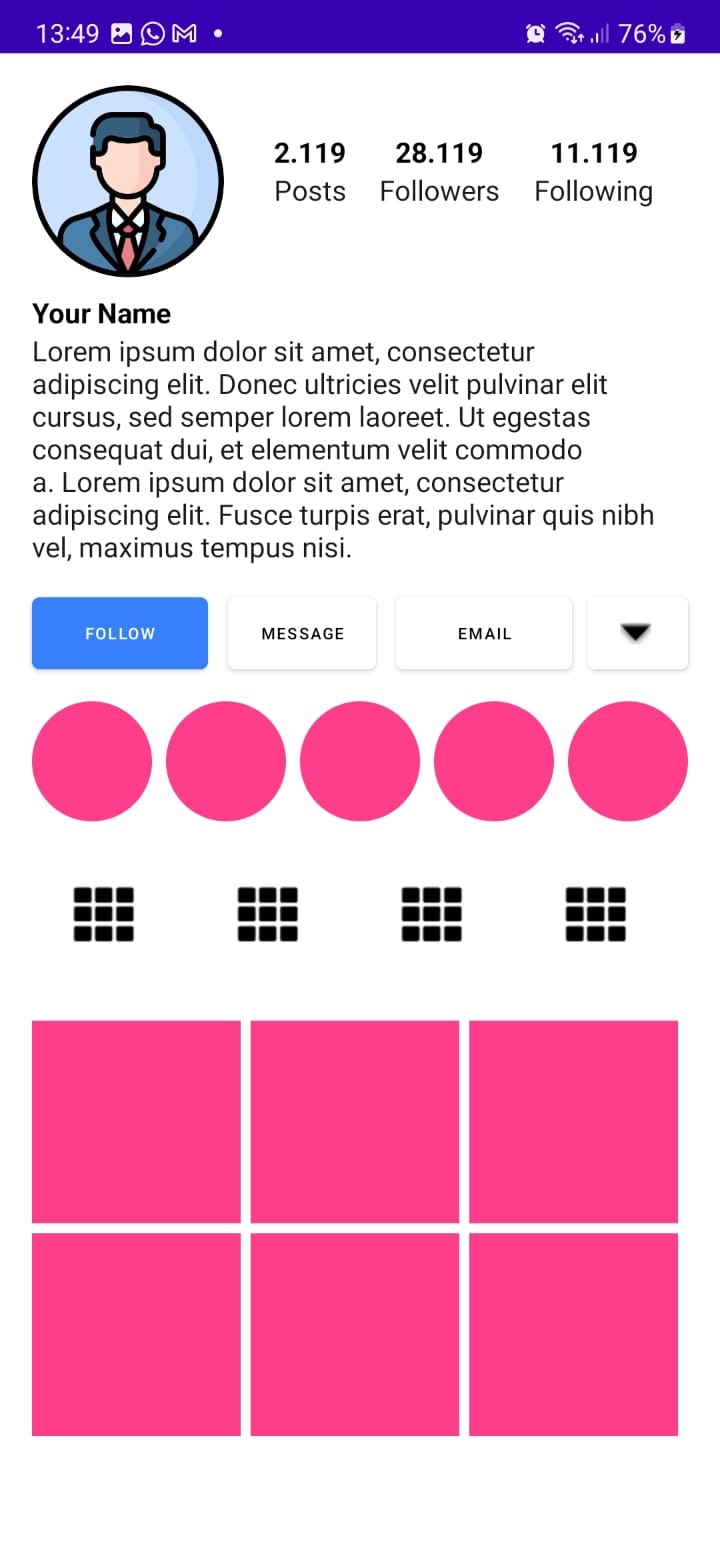 13:49 76%
2.119 28.119 11.119
Posts Followers Following
Your Name
Lorem ipsum dolor sit amet, consectetur
adipiscing elit. Donec ultricies velit pulvinar elit
cursus, sed semper lorem laoreet. Ut egestas
consequat dui, et elementum velit commodo
a. Lorem ipsum dolor sit amet, consectetur
adipiscing elit. Fusce turpis erat, pulvinar quis nibh
vel, maximus tempus nisi.
FOLLOW MESSAGE EMAIL